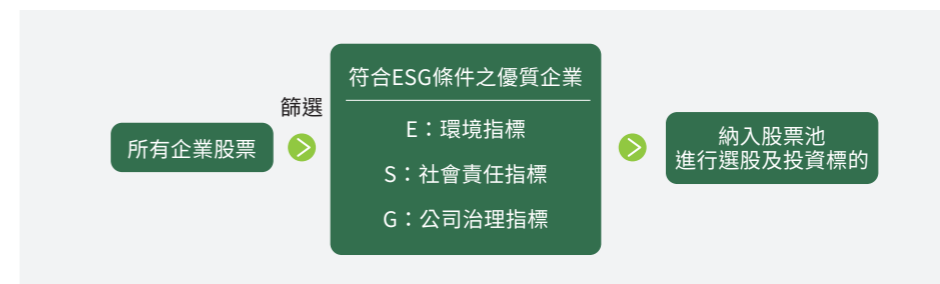 所有企業股票
篩選
符合ESG條件之優質企業
E：環境指標
S：社會責任指標
G：公司治理指標
納入股票池
進行選股及投資標的